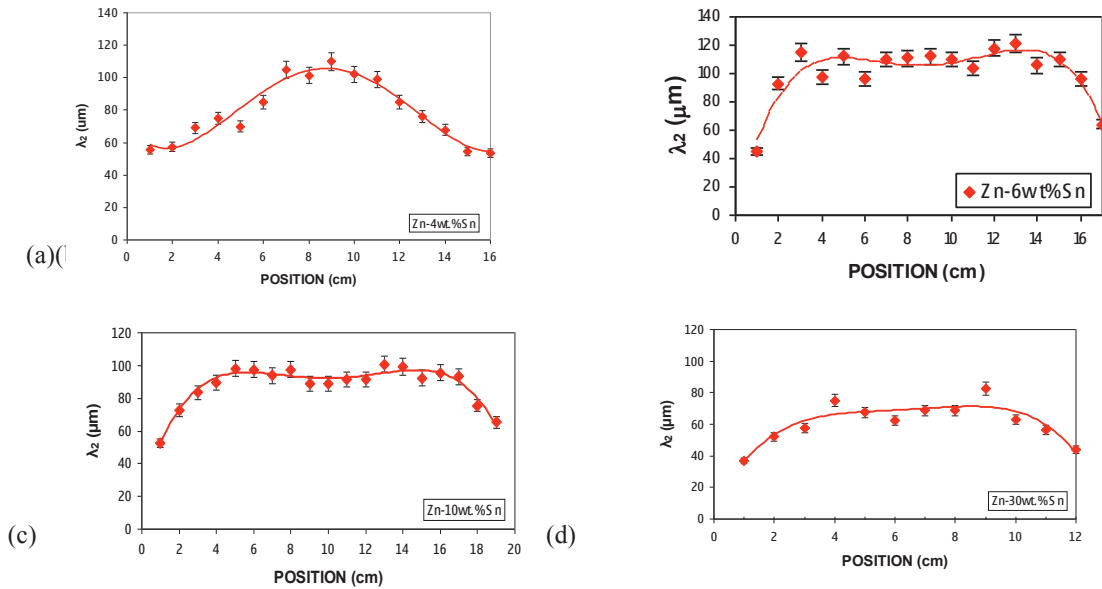 140
120
100
80
60
40
20
0
λ₂ (um)
0 2 4 6 8 10 12 14 16
POSITION (cm)
Zn-4wt.%Sn
(a)(
140
120
100
80
60
40
20
0
λ₂ (µm)
0 2 4 6 8 10 12 14 16
POSITION (cm)
Zn-6wt%Sn
120
100
80
60
40
20
0
λ₂ (µm)
0 2 4 6 8 10 12 14 16 18 20
POSITION (cm)
Zn-10wt.%Sn
(c)
120
100
80
60
40
20
0
λ₂ (µm)
0 2 4 6 8 10 12
POSITION (cm)
Zn-30wt.%Sn
(d)